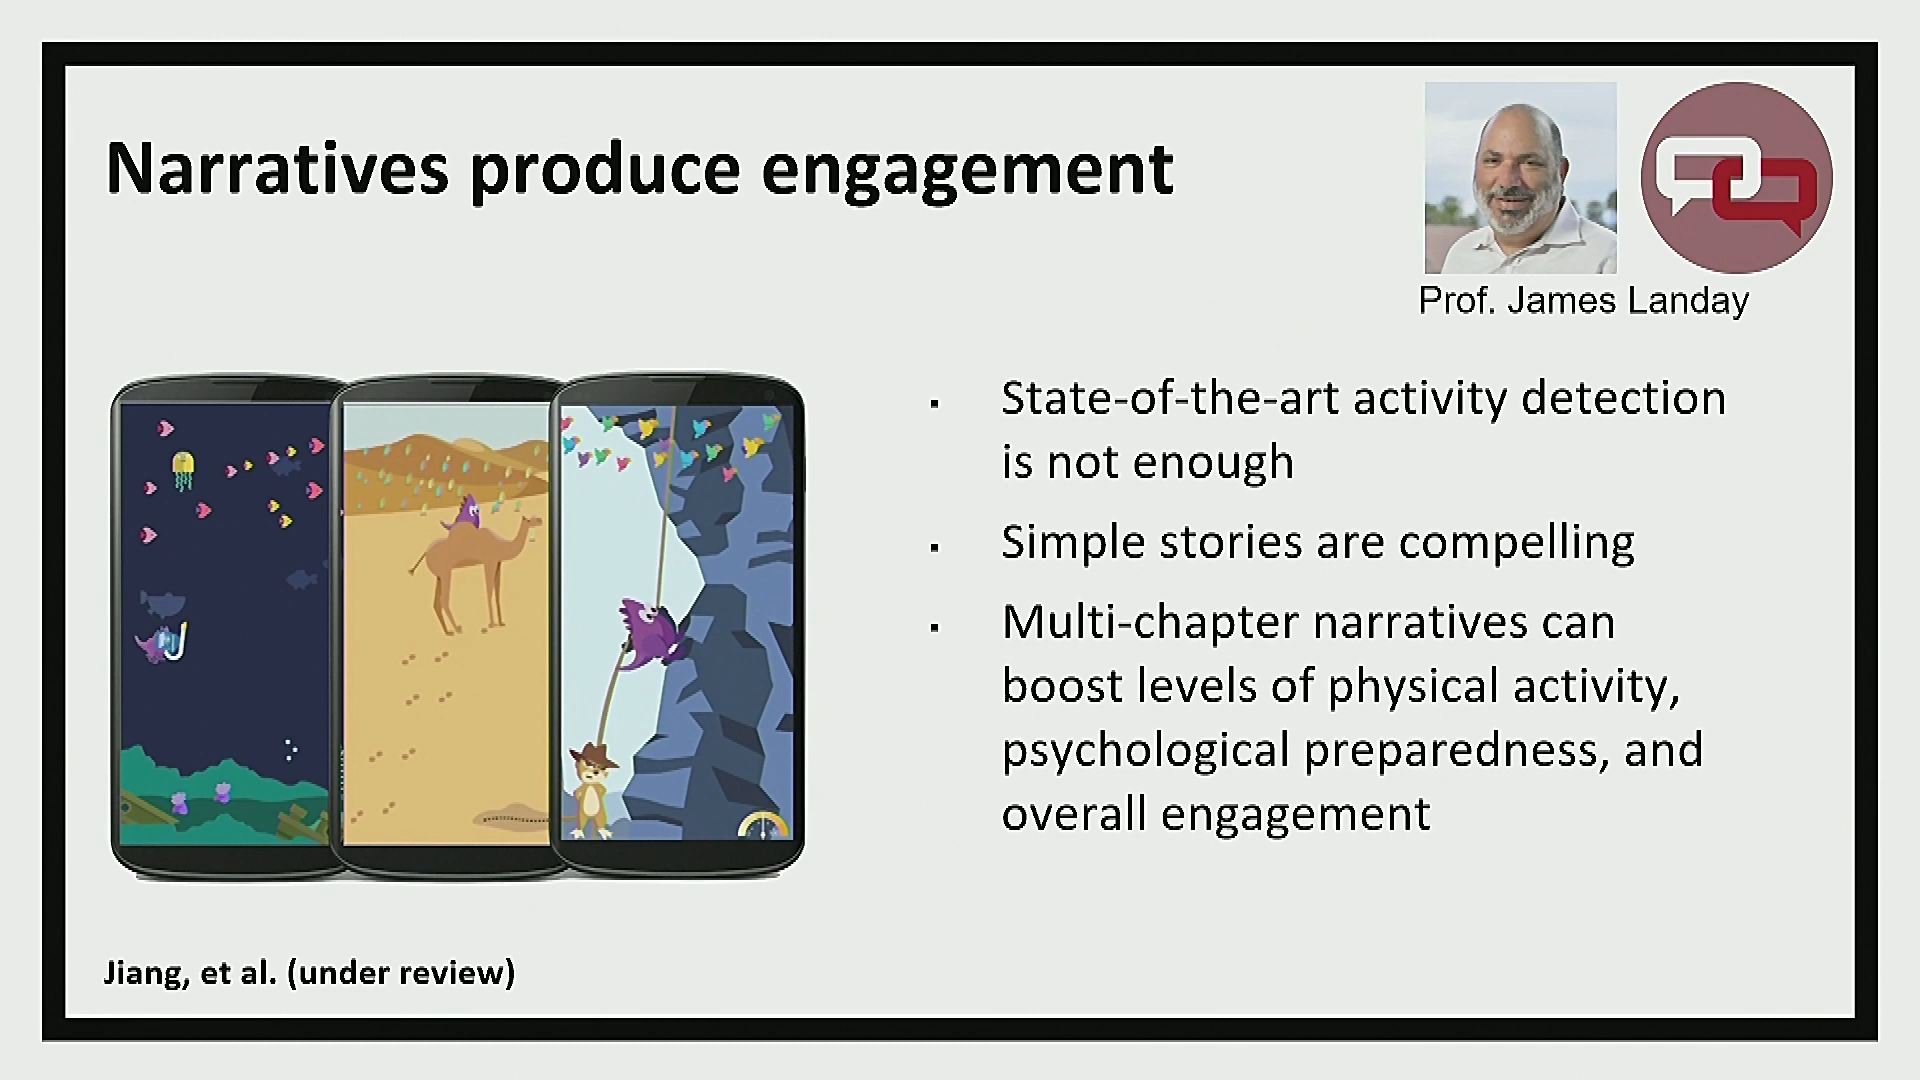 Narratives produce engagement
Prof. James Landay
▪ State-of-the-art activity detection
is not enough
▪ Simple stories are compelling
▪ Multi-chapter narratives can
boost levels of physical activity,
psychological preparedness, and
overall engagement
Jiang, et al. (under review)